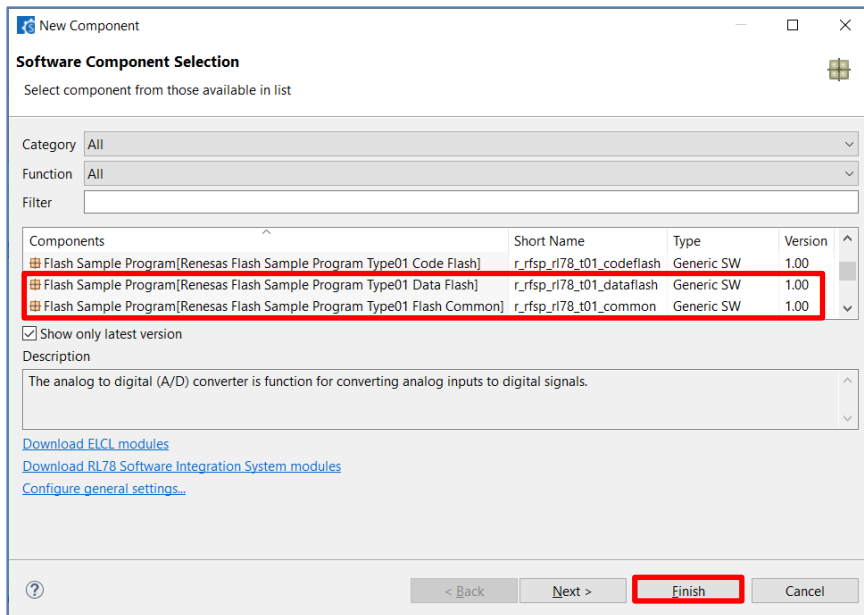 New Component
Software Component Selection
Select component from those available in list
Category All
Function All
Filter
Components Short Name Type Version
Flash Sample Program[Renesas Flash Sample Program Type01 Code Flash] r_rfsp_rl78_t01_codeflash Generic SW 1.00
Flash Sample Program[Renesas Flash Sample Program Type01 Data Flash] r_rfsp_rl78_t01_dataflash Generic SW 1.00
Flash Sample Program[Renesas Flash Sample Program Type01 Flash Common] r_rfsp_rl78_t01_common Generic SW 1.00
Show only latest version
Description
The analog to digital (A/D) converter is function for converting analog inputs to digital signals.
Download ELCL modules
Download RL78 Software Integration System modules
Configure general settings...
? < Back Next > Finish Cancel